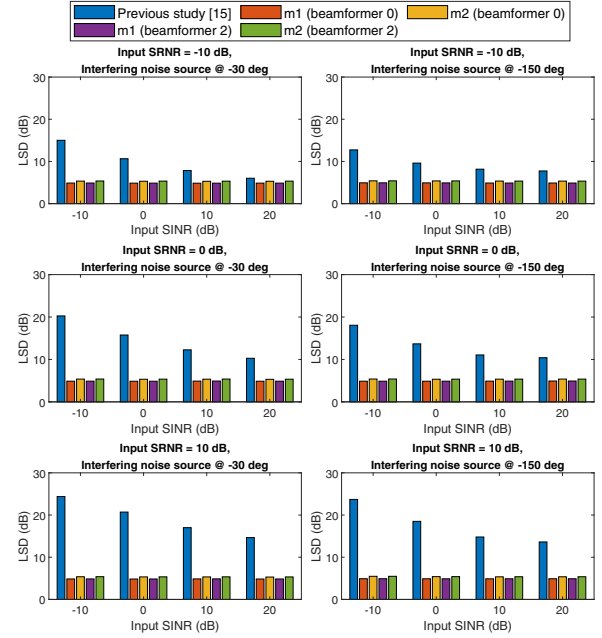 Previous study [15] m1 (beamformer 0) m2 (beamformer 0)
m1 (beamformer 2) m2 (beamformer 2)
Input SRNR = -10 dB,
Interfering noise source @ -30 deg
30
20
10
0
LSD (dB)
-10 0 10 20
Input SINR (dB)
Input SRNR = -10 dB,
Interfering noise source @ -150 deg
30
20
10
0
LSD (dB)
-10 0 10 20
Input SINR (dB)
Input SRNR = 0 dB,
Interfering noise source @ -30 deg
30
20
10
0
LSD (dB)
-10 0 10 20
Input SINR (dB)
Input SRNR = 0 dB,
Interfering noise source @ -150 deg
30
20
10
0
LSD (dB)
-10 0 10 20
Input SINR (dB)
Input SRNR = 10 dB,
Interfering noise source @ -30 deg
30
20
10
0
LSD (dB)
-10 0 10 20
Input SINR (dB)
Input SRNR = 10 dB,
Interfering noise source @ -150 deg
30
20
10
0
LSD (dB)
-10 0 10 20
Input SINR (dB)